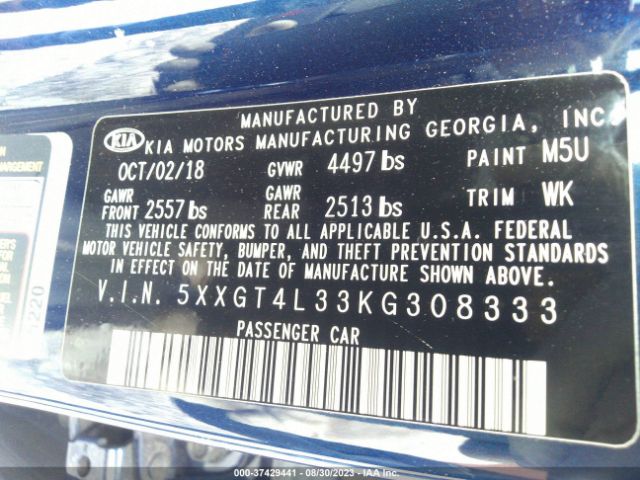 MANUFACTURED BY
KIA KIA MOTORS MANUFACTURING GEORGIA, INC
OCT/02/18 GVWR 4497 lbs PAINT M5U
GAWR FRONT 2557 lbs GAWR REAR 2513 lbs TRIM WK
THIS VEHICLE CONFORMS TO ALL APPLICABLE U.S.A. FEDERAL
MOTOR VEHICLE SAFETY, BUMPER, AND THEFT PREVENTION STANDARDS
IN EFFECT ON THE DATE OF MANUFACTURE SHOWN ABOVE.
V.I.N. 5XXGT4L33KG308333
PASSENGER CAR
1220
000-37429441 - 08/30/2023 - IAA Inc.